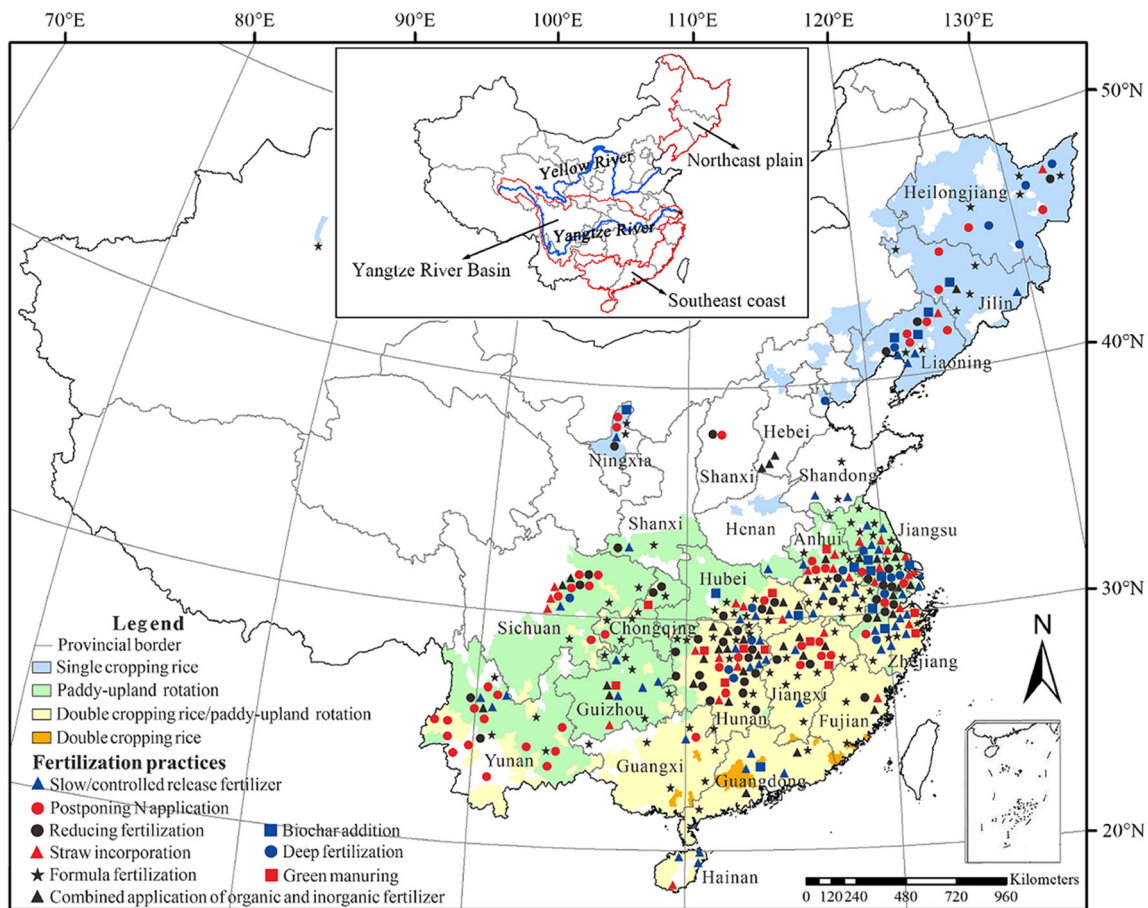 70°E
80°E
90°E
100°E
110°E
120°E
130°E
50°N
40°N
30°N
20°N
Yellow River
Northeast plain
Yangtze River
Yangtze River Basin
Southeast coast
Heilongjiang
Jilin
Liaoning
Hebei
Ningxia
Shanxi
Shandong
Henan
Shanxi
Jiangsu
Anhui
Hubei
Sichuan
Chongqing
Zhejiang
Jiangxi
Guizhou
Hunan
Fujian
Yunan
Guangxi
Guangdong
Hainan
N
Legend
Provincial border
Single cropping rice
Paddy-upland rotation
Double cropping rice/paddy-upland rotation
Double cropping rice
Fertilization practices
Slow/controlled release fertilizer
Postponing N application
Reducing fertilization
Biochar addition
Straw incorporation
Deep fertilization
Formula fertilization
Green manuring
Combined application of organic and inorganic fertilizer
Kilometers
0 120240 480 720 960